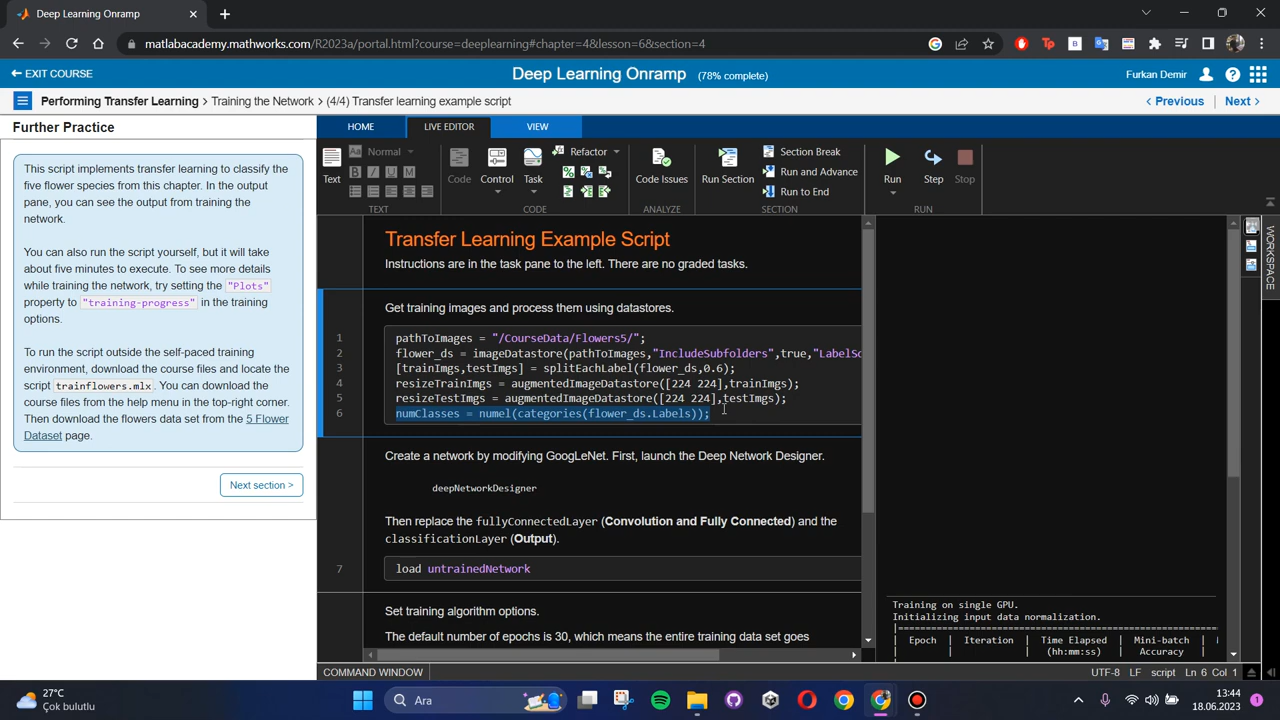 Deep Learning Onramp
matlabacademy.mathworks.com/R2023a/portal.html?course=deeplearning#chapter=4&lesson=6&section=4
EXIT COURSE
Deep Learning Onramp (78% complete)
Furkan Demir
Performing Transfer Learning > Training the Network > (4/4) Transfer learning example script
Previous
Next
Further Practice
This script implements transfer learning to classify the
five flower species from this chapter. In the output
pane, you can see the output from training the
network.
You can also run the script yourself, but it will take
about five minutes to execute. To see more details
while training the network, try setting the "Plots"
property to "training-progress" in the training
options.
To run the script outside the self-paced training
environment, download the course files and locate the
script trainflowers.mlx. You can download the
course files from the help menu in the top-right corner.
Then download the flowers data set from the 5 Flower
Dataset page.
Next section >
HOME
LIVE EDITOR
VIEW
Text
Aa Normal
B I U M
TEXT
Code
Control
Task
Refactor
CODE
Code Issues
ANALYZE
Run Section
Section Break
Run and Advance
Run to End
SECTION
Run
Step
Stop
RUN
Transfer Learning Example Script
Instructions are in the task pane to the left. There are no graded tasks.
Get training images and process them using datastores.
1 pathToImages = "/CourseData/Flowers5/";
2 flower_ds = imageDatastore(pathToImages,"IncludeSubfolders",true,"LabelSo
3 [trainImgs,testImgs] = splitEachLabel(flower_ds,0.6);
4 resizeTrainImgs = augmentedImageDatastore([224 224],trainImgs);
5 resizeTestImgs = augmentedImageDatastore([224 224],testImgs);
6 numClasses = numel(categories(flower_ds.Labels));
Create a network by modifying GoogLeNet. First, launch the Deep Network Designer.
deepNetworkDesigner
Then replace the fullyConnectedLayer (Convolution and Fully Connected) and the
classificationLayer (Output).
7 load untrainedNetwork
Set training algorithm options.
The default number of epochs is 30, which means the entire training data set goes
WORKSPACE
Training on single GPU.
Initializing input data normalization.
|======================================================
| Epoch | Iteration | Time Elapsed | Mini-batch |
| | | (hh:mm:ss) | Accuracy |
COMMAND WINDOW
UTF-8 LF script Ln 6 Col 1
27°C
Çok bulutlu
Ara
13:44
18.06.2023
1